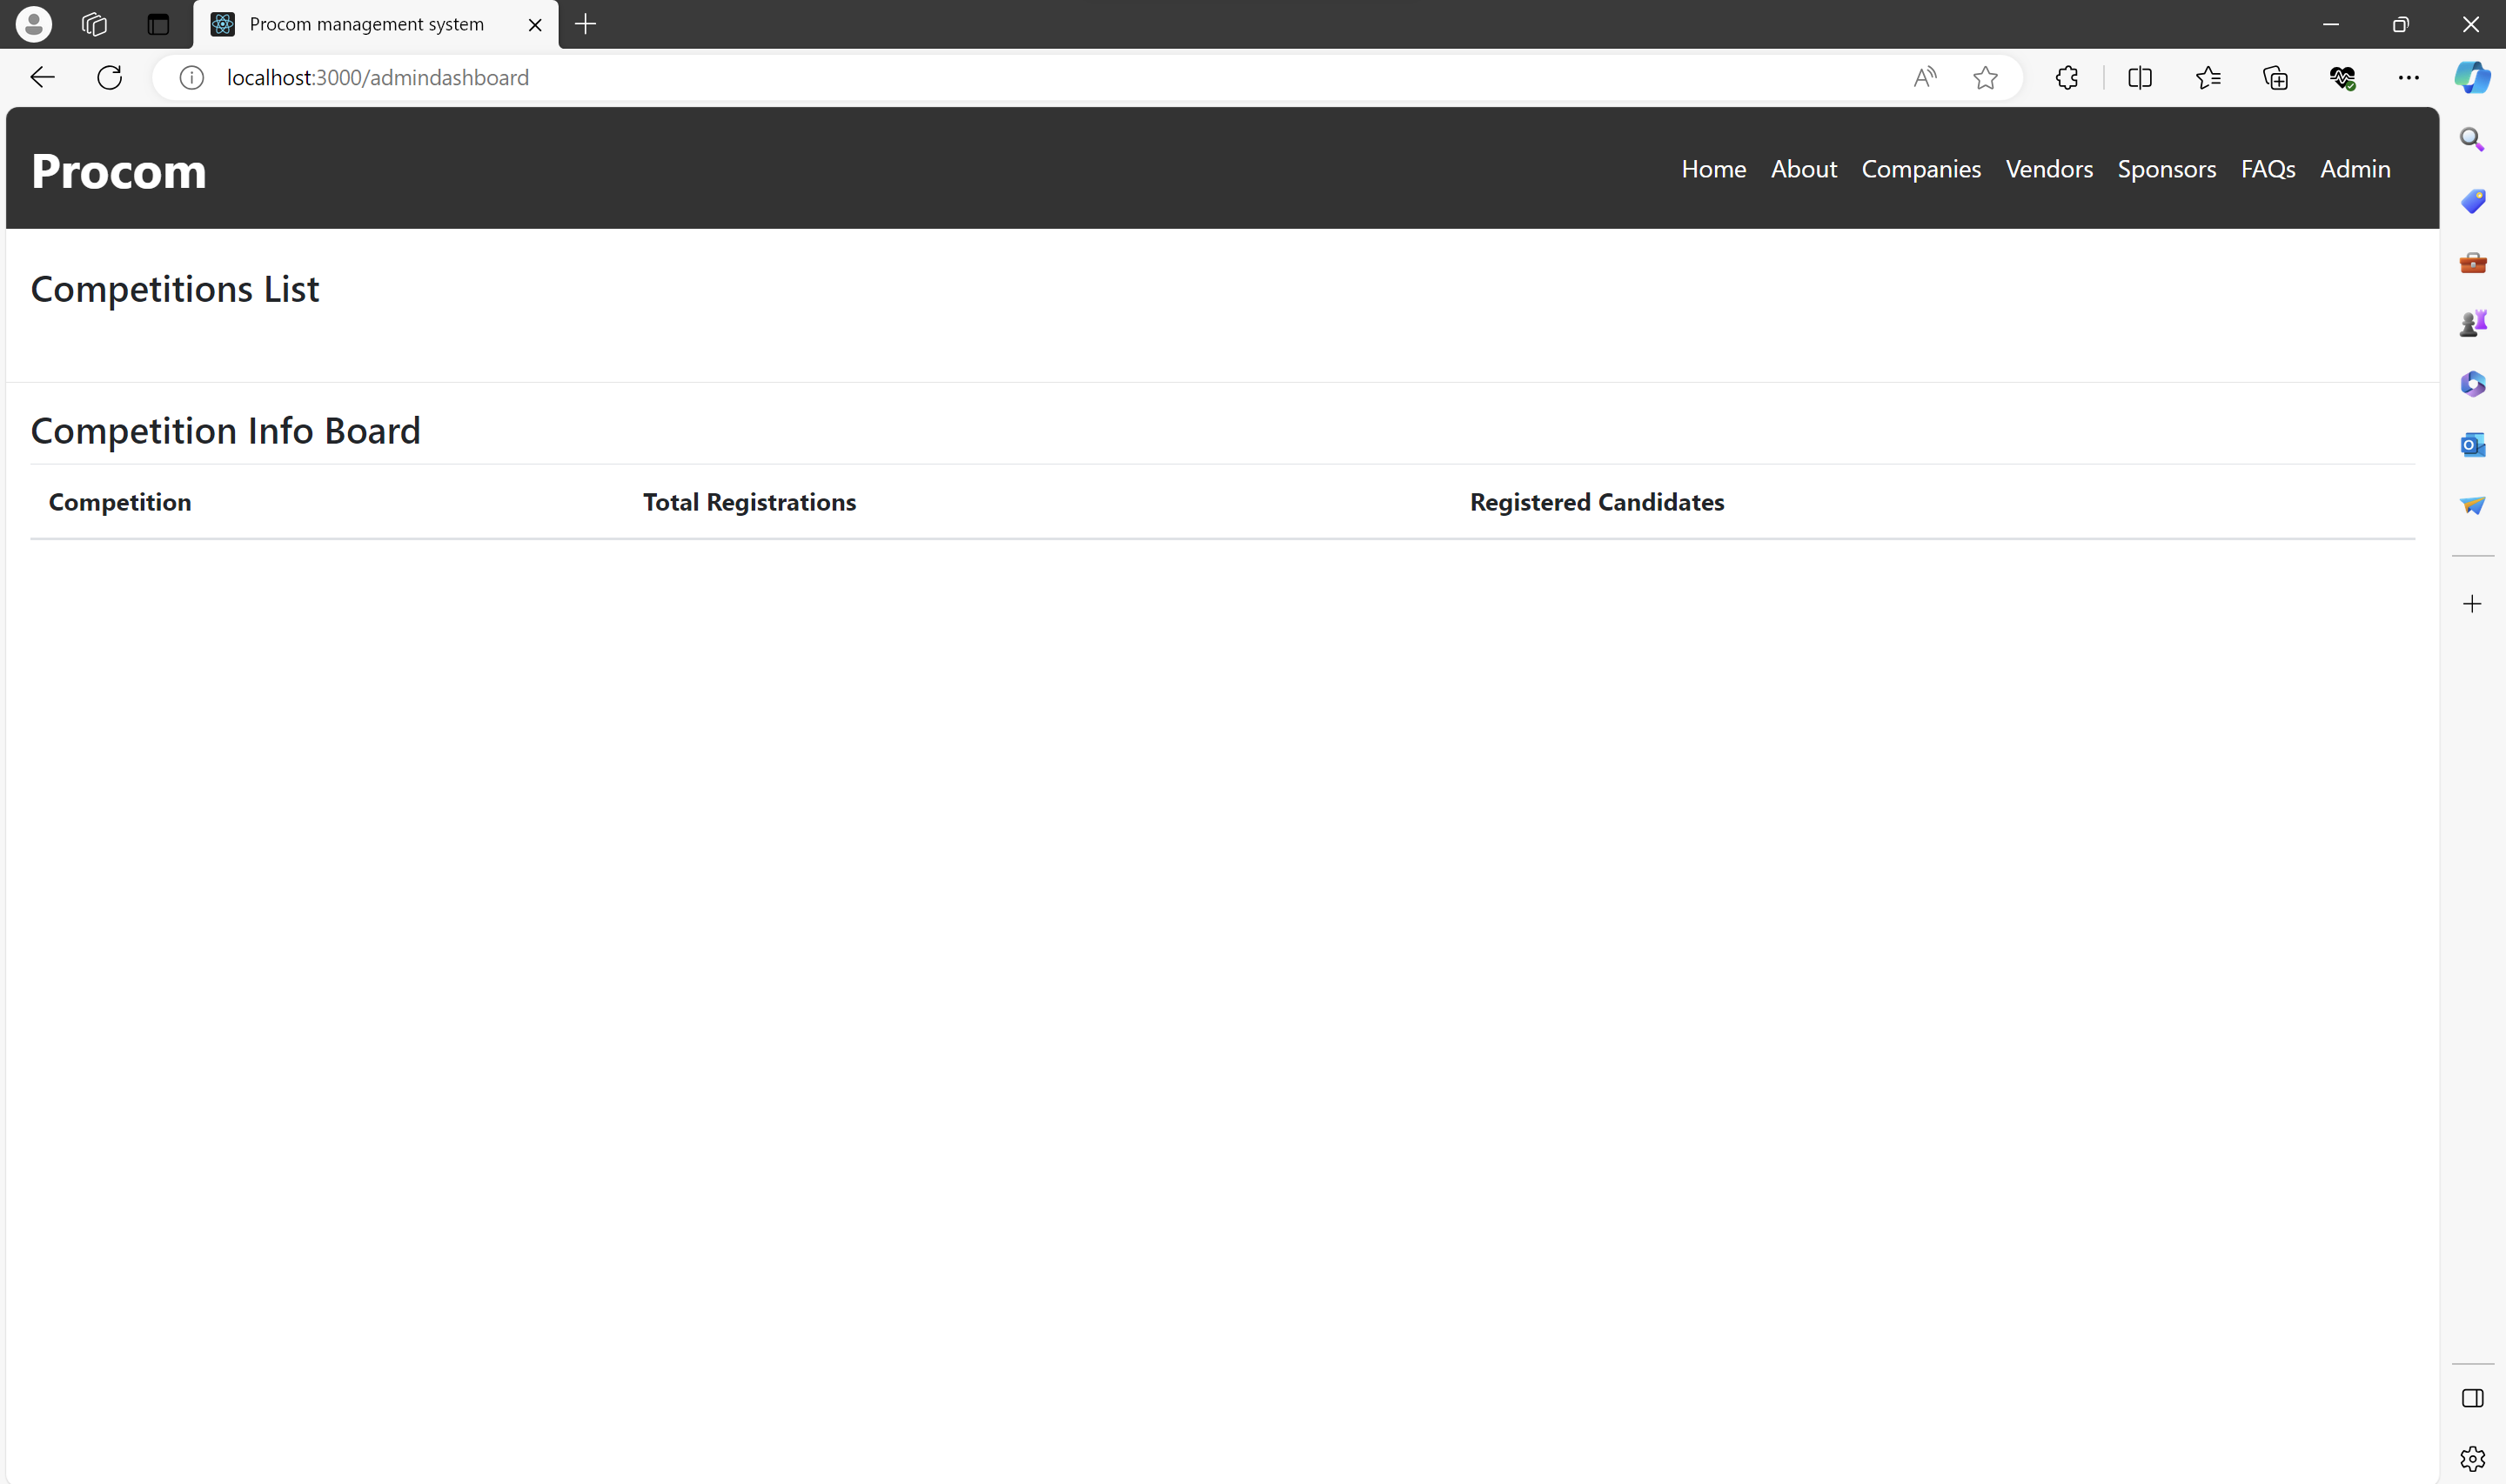 Procom management system
localhost:3000/admindashboard
Procom
Home About Companies Vendors Sponsors FAQs Admin
Competitions List
Competition Info Board
Competition Total Registrations Registered Candidates